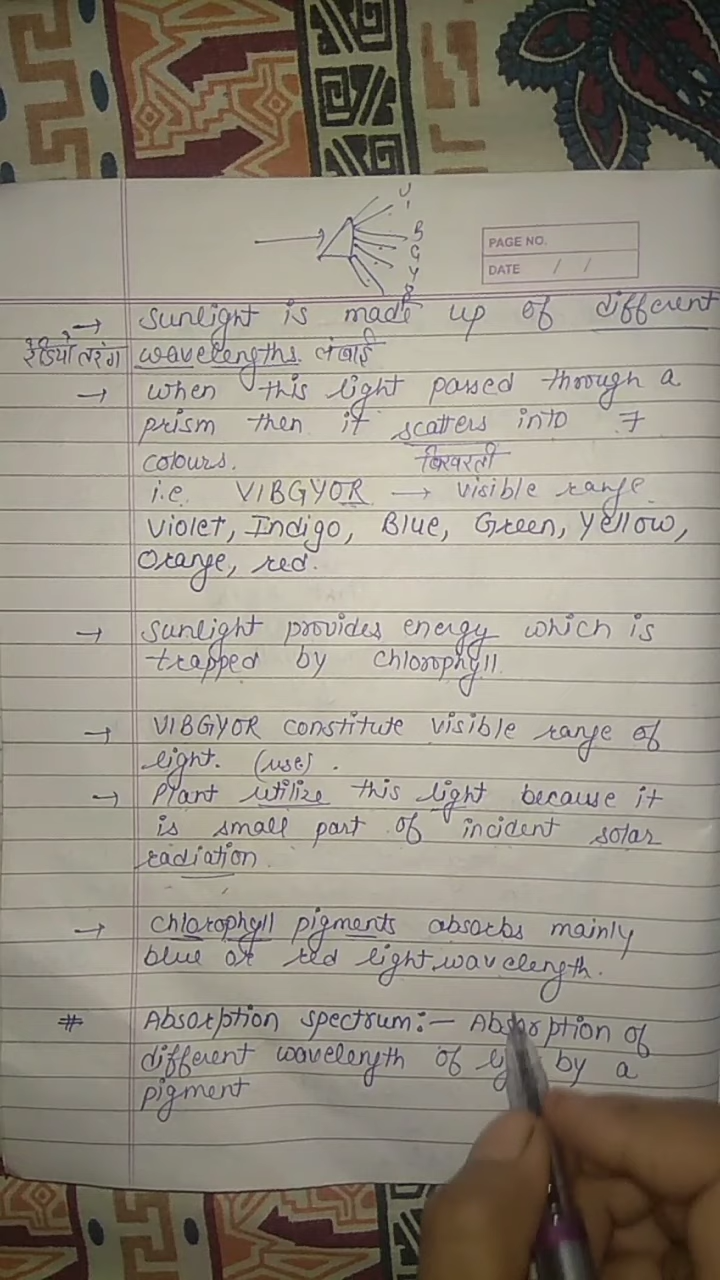 V
I
B
G
Y
R
PAGE NO.
DATE / /
→ Sunlight is made up of different
रेडियो तरंग wavelengths. लंबाई
→ when this light passed through a
prism then it scatters into 7
colours. बिखरती
i.e. VIBGYOR → visible range
Violet, Indigo, Blue, Green, Yellow,
Orange, red.
→ Sunlight provides energy which is
trapped by chlorophyll
→ VIBGYOR constitute visible range of
light. (use).
→ Plant utilize this light because it
is small part of incident solar
radiation
→ Chlorophyll pigments absorbs mainly
blue or red light wavelength.
# Absorption spectrum:— Absorption of
different wavelength of by a
pigment